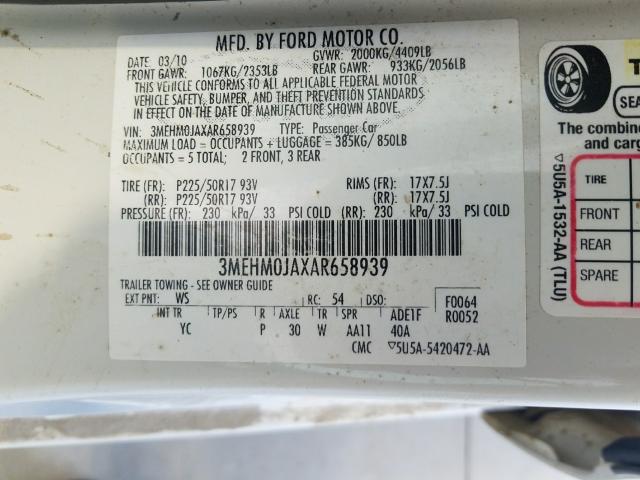 MFD. BY FORD MOTOR CO.
DATE: 03/10 GVWR: 2000KG/4409LB
FRONT GAWR: 1067KG/2353LB REAR GAWR: 933KG/2056LB
THIS VEHICLE CONFORMS TO ALL APPLICABLE FEDERAL MOTOR
VEHICLE SAFETY, BUMPER, AND THEFT PREVENTION STANDARDS
IN EFFECT ON THE DATE OF MANUFACTURE SHOWN ABOVE.
VIN: 3MEHM0JAXAR658939 TYPE: Passenger Car
MAXIMUM LOAD = OCCUPANTS + LUGGAGE = 385KG/850LB
OCCUPANTS = 5 TOTAL; 2 FRONT, 3 REAR
TIRE (FR): P225/50R17 93V RIMS (FR): 17X7.5J
(RR): P225/50R17 93V (RR): 17X7.5J
PRESSURE (FR): 230 kPa/ 33 PSI COLD (RR): 230 kPa/ 33 PSI COLD
3MEHM0JAXAR658939
TRAILER TOWING - SEE OWNER GUIDE
EXT PNT: WS RC: 54 DSO: F0064
R0052
INT TR TP/PS R AXLE TR SPR ADE1F
YC P 30 W AA11 40A
CMC ▽5U5A-5420472-AA
▽5U5A-1532-AA (TLU)
T
SEA
The combine
TIRE
FRONT
REAR
SPARE